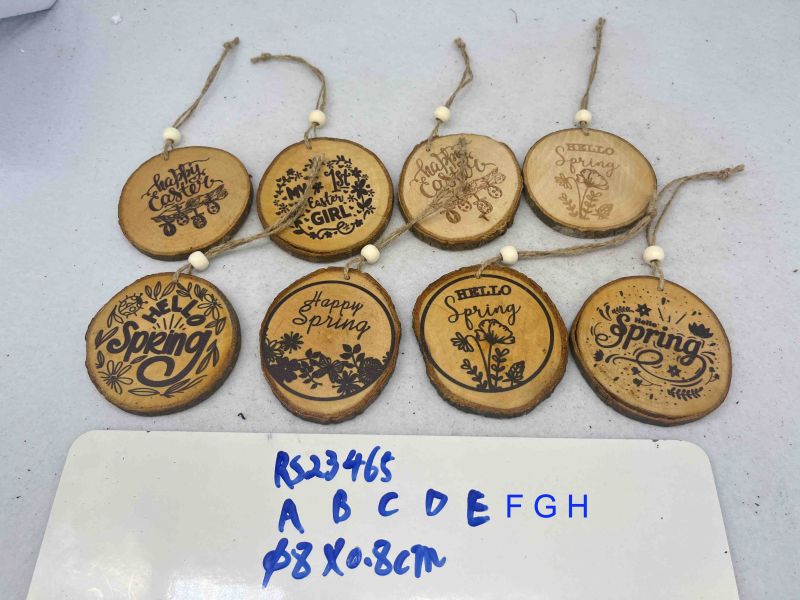 happy
Easter
My 1st
Easter
GIRL
happy
Easter
HELLO
Spring
HELLO
Spring
Happy
Spring
HELLO
Spring
hello
Spring
RS23465
A B C D E F G H
φ8X0.8cm